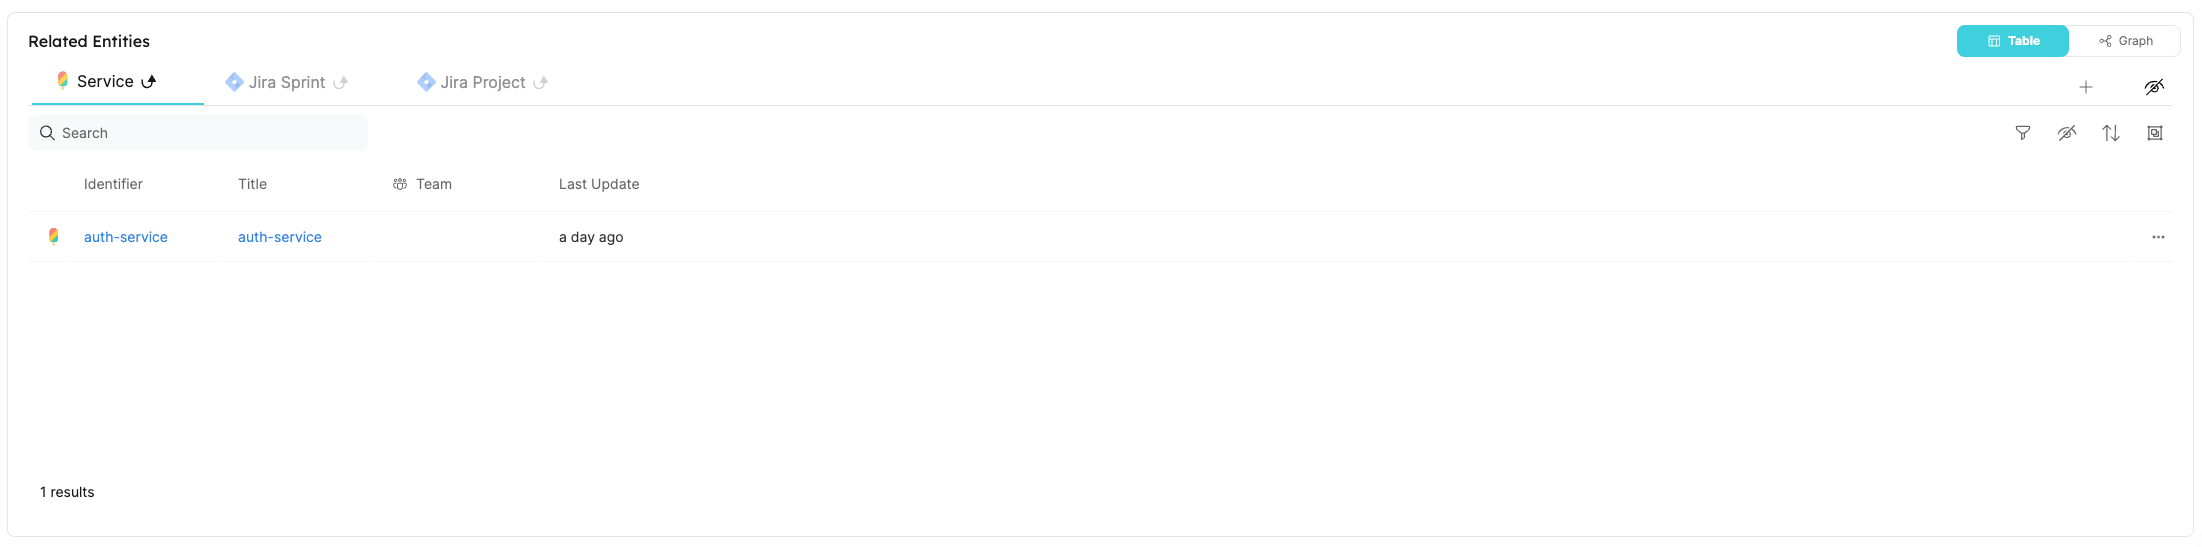 Related Entities
Table Graph
Service Jira Sprint Jira Project
Search
Identifier Title Team Last Update
auth-service auth-service a day ago
1 results